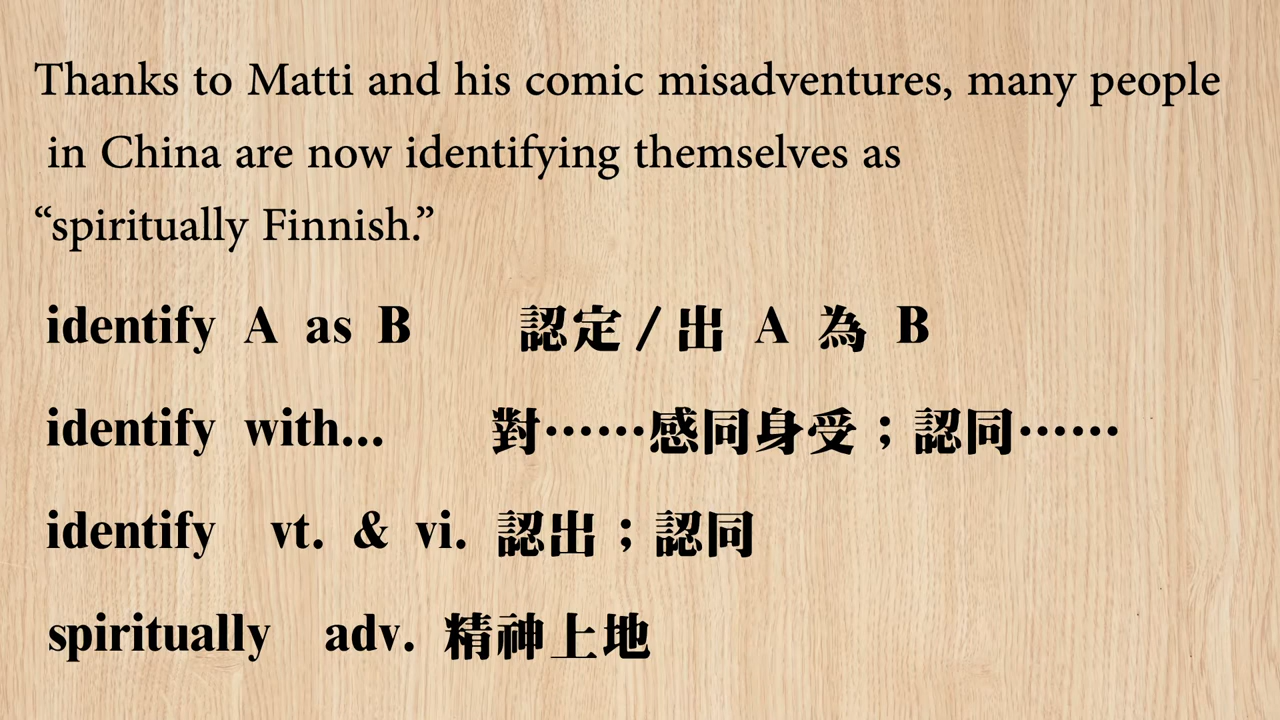 Thanks to Matti and his comic misadventures, many people
in China are now identifying themselves as
“spiritually Finnish.”
identify A as B 認定/出 A 為 B
identify with... 對……感同身受；認同……
identify vt. & vi. 認出；認同
spiritually adv. 精神上地